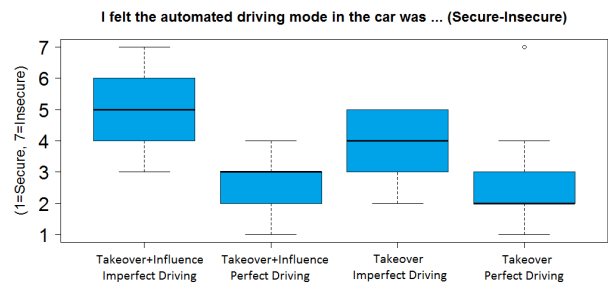 I felt the automated driving mode in the car was ... (Secure-Insecure)
(1=Secure, 7=Insecure)
7
6
5
4
3
2
1
Takeover+Influence
Imperfect Driving
Takeover+Influence
Perfect Driving
Takeover
Imperfect Driving
Takeover
Perfect Driving